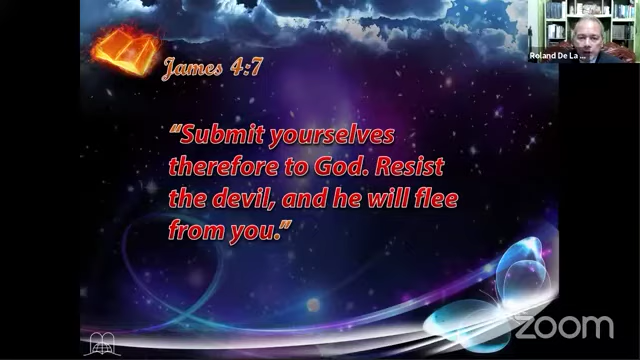 Roland De La ...
James 4:7
“Submit yourselves
therefore to God. Resist
the devil, and he will flee
from you.”
zoom